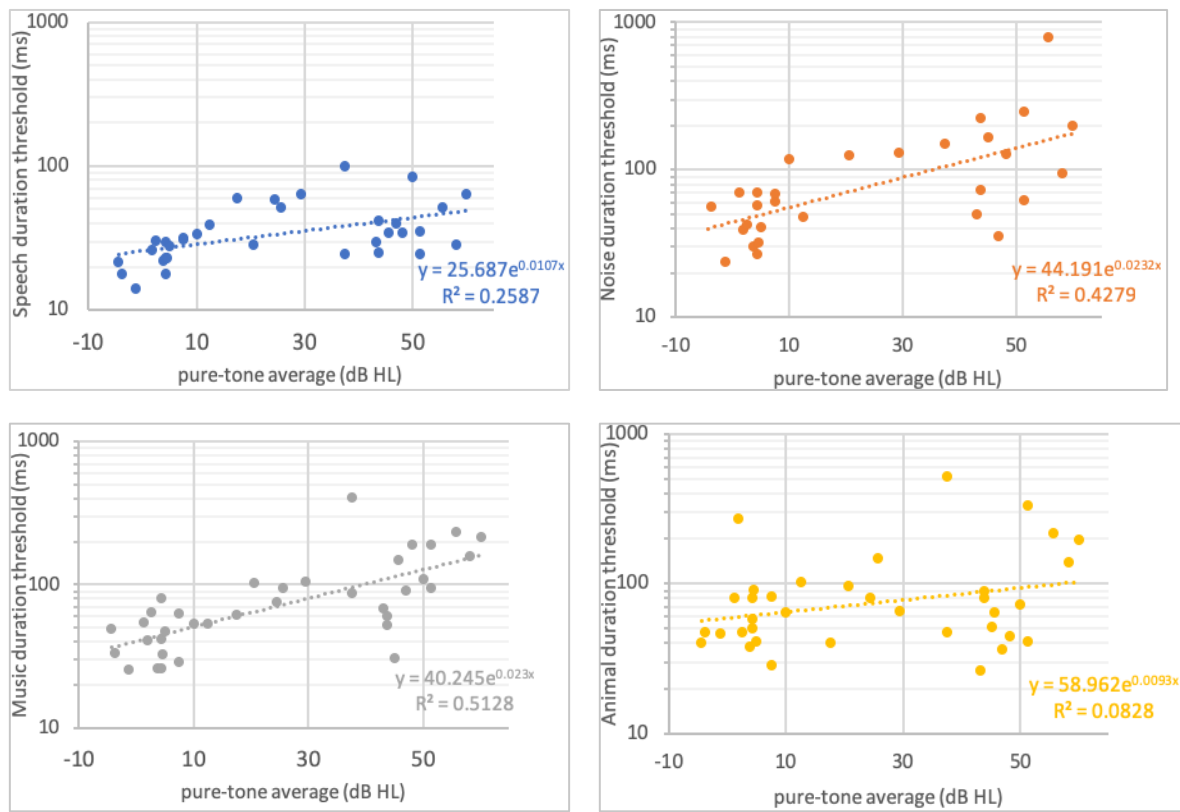 Speech duration threshold (ms)
1000
100
10
-10
10
30
50
y = 25.687e^0.0107x
R² = 0.2587
pure-tone average (dB HL)
Noise duration threshold (ms)
1000
100
10
-10
10
30
50
y = 44.191e^0.0232x
R² = 0.4279
pure-tone average (dB HL)
Music duration threshold (ms)
1000
100
10
-10
10
30
50
y = 40.245e^0.023x
R² = 0.5128
pure-tone average (dB HL)
Animal duration threshold (ms)
1000
100
10
-10
10
30
50
y = 58.962e^0.0093x
R² = 0.0828
pure-tone average (dB HL)